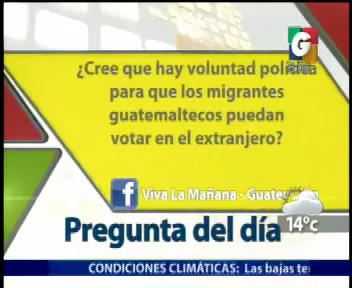 G
¿Cree que hay voluntad política
para que los migrantes
guatemaltecos puedan
votar en el extranjero?
Viva La Mañana - Guatevisión
Pregunta del día
14°c
CONDICIONES CLIMÁTICAS: Las bajas te